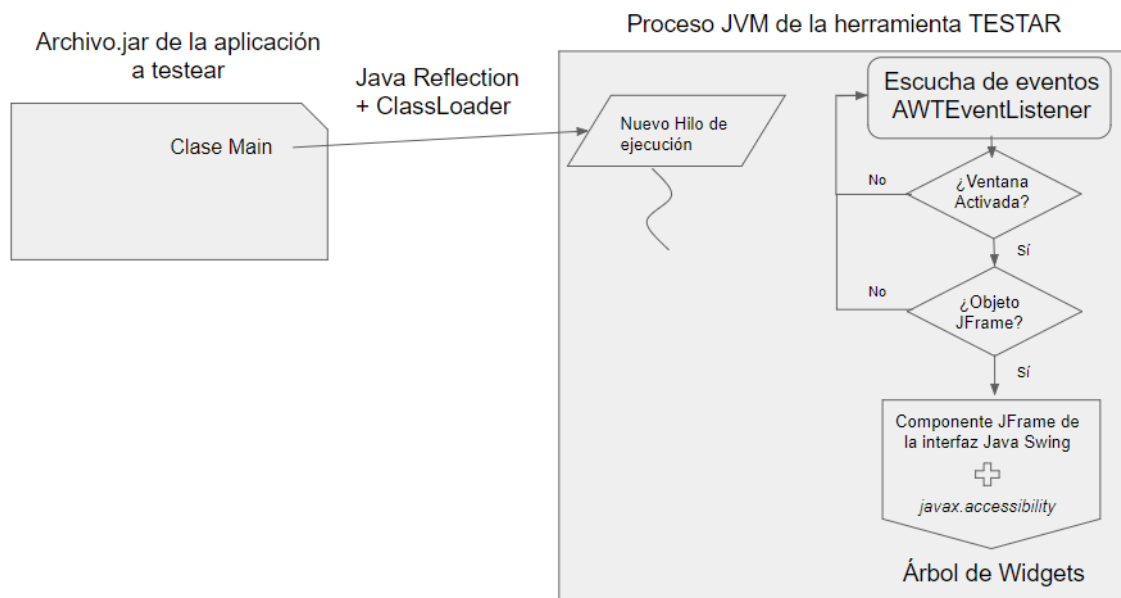 Proceso JVM de la herramienta TESTAR
Archivo.jar de la aplicación
a testear
Java Reflection
+ ClassLoader
Clase Main
Nuevo Hilo de
ejecución
Escucha de eventos
AWTEventListener
¿Ventana
Activada?
No
Sí
¿Objeto
JFrame?
No
Sí
Componente JFrame de
la interfaz Java Swing
javax.accessibility
Árbol de Widgets